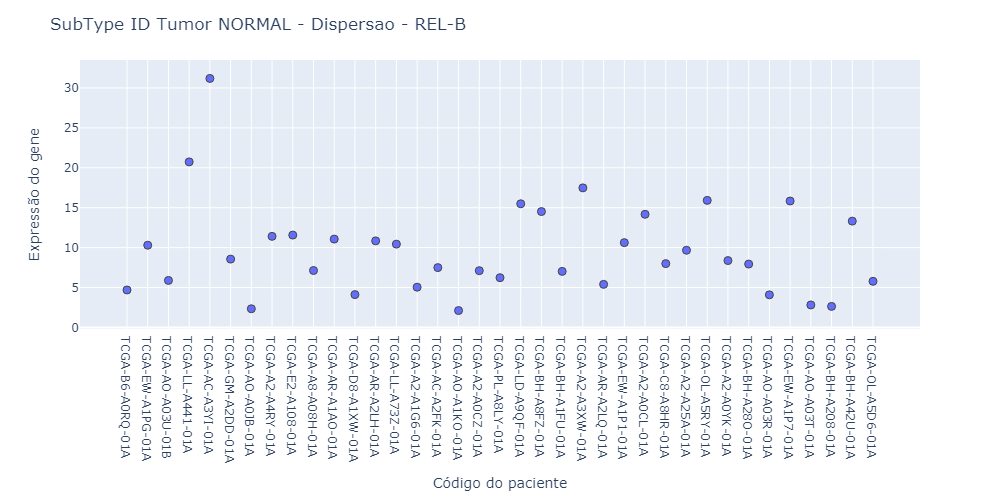 SubType ID Tumor NORMAL - Dispersao - REL-B
Expressão do gene
30
25
20
15
10
5
0
TCGA-B6-A0RQ-01A
TCGA-EW-A1PG-01A
TCGA-AO-A03U-01B
TCGA-LL-A441-01A
TCGA-AC-A3YI-01A
TCGA-GM-A2DD-01A
TCGA-AO-A0JB-01A
TCGA-A2-A4RY-01A
TCGA-E2-A108-01A
TCGA-A8-A08H-01A
TCGA-AR-A1AO-01A
TCGA-D8-A1XW-01A
TCGA-AR-A2LH-01A
TCGA-LL-A73Z-01A
TCGA-A2-A1G6-01A
TCGA-AC-A2FK-01A
TCGA-AO-A1KO-01A
TCGA-A2-A0CZ-01A
TCGA-PL-A8LY-01A
TCGA-LD-A9QF-01A
TCGA-BH-A8FZ-01A
TCGA-BH-A1FU-01A
TCGA-A2-A3XW-01A
TCGA-AR-A2LQ-01A
TCGA-EW-A1P1-01A
TCGA-A2-A0CL-01A
TCGA-C8-A8HR-01A
TCGA-A2-A25A-01A
TCGA-OL-A5RY-01A
TCGA-A2-A0YK-01A
TCGA-BH-A28O-01A
TCGA-AO-A03R-01A
TCGA-EW-A1P7-01A
TCGA-AO-A03T-01A
TCGA-BH-A208-01A
TCGA-BH-A42U-01A
TCGA-OL-A5D6-01A
Código do paciente